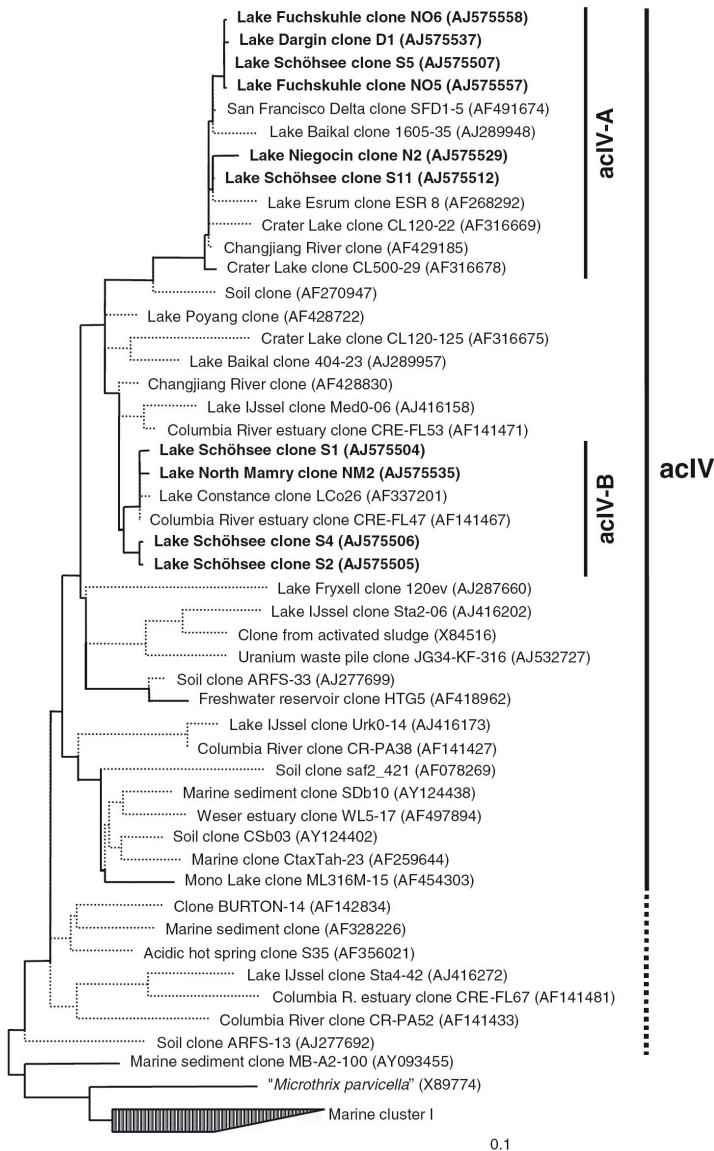 Lake Fuchskuhle clone NO6 (AJ575558)
Lake Dargin clone D1 (AJ575537)
Lake Schöhsee clone S5 (AJ575507)
Lake Fuchskuhle clone NO5 (AJ575557)
San Francisco Delta clone SFD1-5 (AF491674)
Lake Baikal clone 1605-35 (AJ289948)
Lake Niegocin clone N2 (AJ575529)
Lake Schöhsee clone S11 (AJ575512)
Lake Esrum clone ESR 8 (AF268292)
Crater Lake clone CL120-22 (AF316669)
Changjiang River clone (AF429185)
Crater Lake clone CL500-29 (AF316678)
acIV-A
Soil clone (AF270947)
Lake Poyang clone (AF428722)
Crater Lake clone CL120-125 (AF316675)
Lake Baikal clone 404-23 (AJ289957)
Changjiang River clone (AF428830)
Lake IJssel clone Med0-06 (AJ416158)
Columbia River estuary clone CRE-FL53 (AF141471)
Lake Schöhsee clone S1 (AJ575504)
Lake North Mamry clone NM2 (AJ575535)
Lake Constance clone LCo26 (AF337201)
Columbia River estuary clone CRE-FL47 (AF141467)
Lake Schöhsee clone S4 (AJ575506)
Lake Schöhsee clone S2 (AJ575505)
acIV-B
acIV
Lake Fryxell clone 120ev (AJ287660)
Lake IJssel clone Sta2-06 (AJ416202)
Clone from activated sludge (X84516)
Uranium waste pile clone JG34-KF-316 (AJ532727)
Soil clone ARFS-33 (AJ277699)
Freshwater reservoir clone HTG5 (AF418962)
Lake IJssel clone Urk0-14 (AJ416173)
Columbia River clone CR-PA38 (AF141427)
Soil clone saf2_421 (AF078269)
Marine sediment clone SDb10 (AY124438)
Weser estuary clone WL5-17 (AF497894)
Soil clone CSb03 (AY124402)
Marine clone CtaxTah-23 (AF259644)
Mono Lake clone ML316M-15 (AF454303)
Clone BURTON-14 (AF142834)
Marine sediment clone (AF328226)
Acidic hot spring clone S35 (AF356021)
Lake IJssel clone Sta4-42 (AJ416272)
Columbia R. estuary clone CRE-FL67 (AF141481)
Columbia River clone CR-PA52 (AF141433)
Soil clone ARFS-13 (AJ277692)
Marine sediment clone MB-A2-100 (AY093455)
"Microthrix parvicella” (X89774)
Marine cluster I
0.1